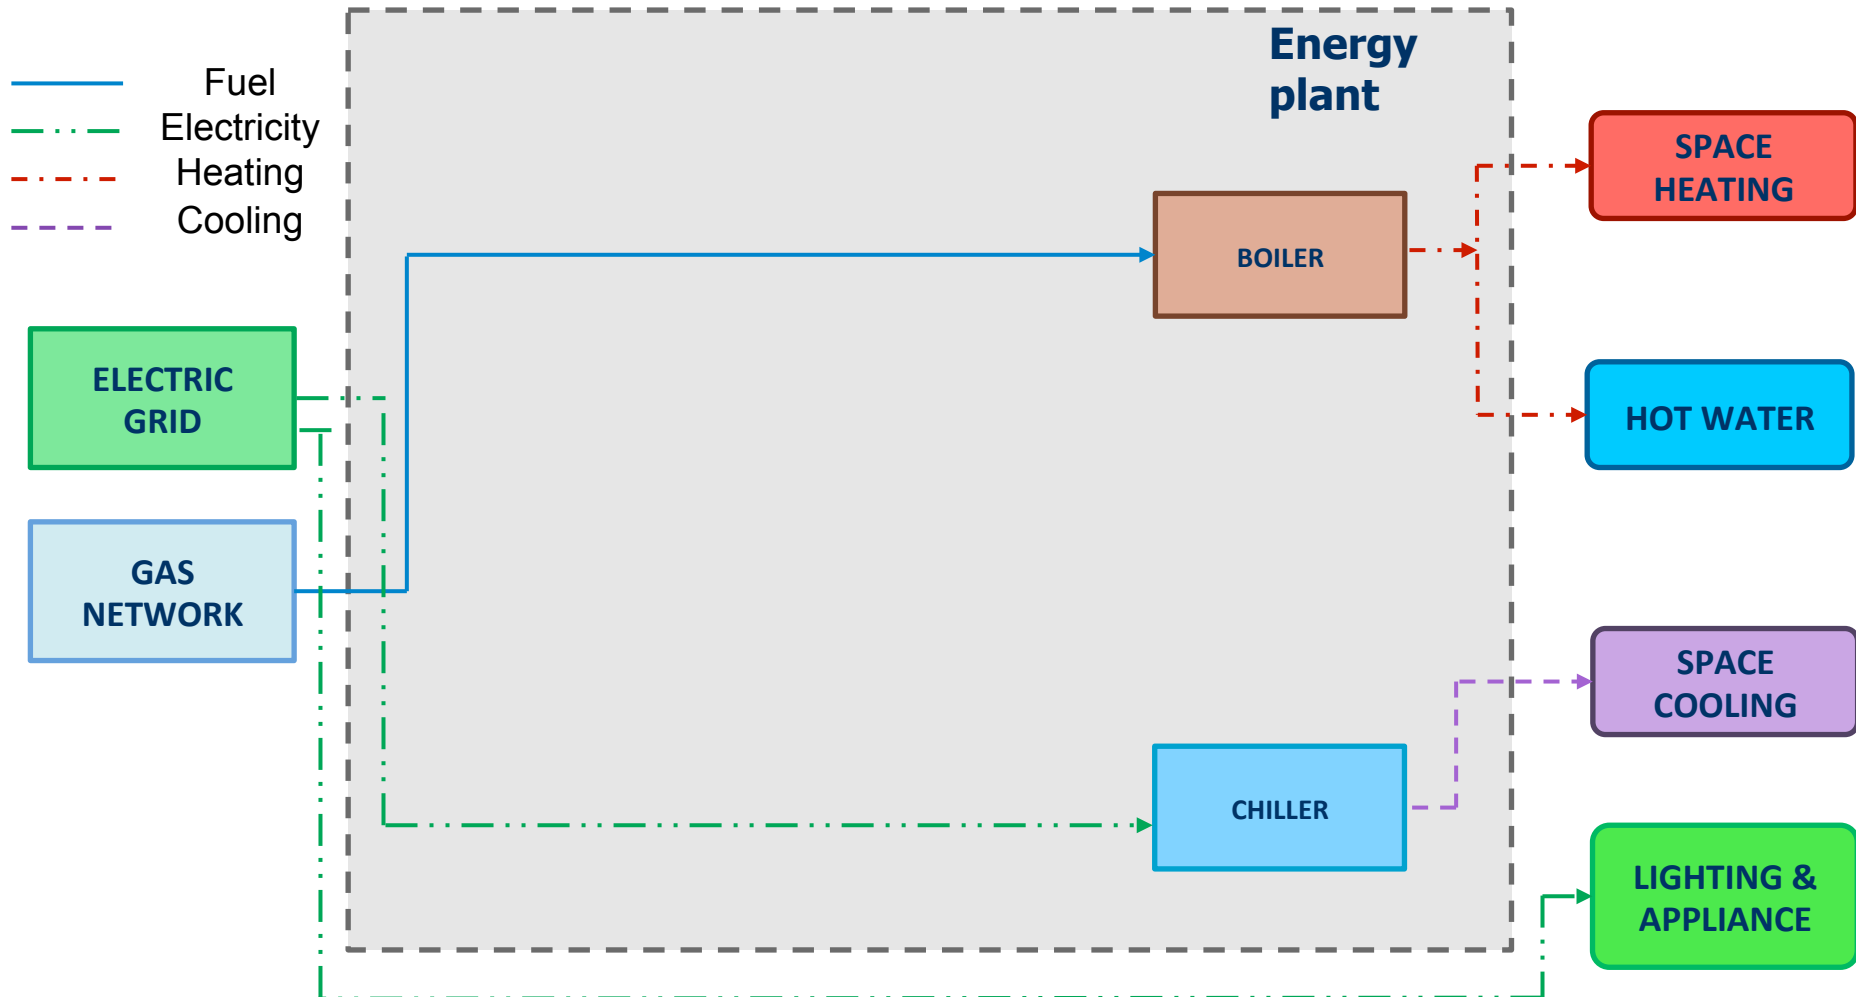 Energy
plant
Fuel
Electricity
Heating
Cooling
SPACE
HEATING
BOILER
ELECTRIC
GRID
HOT WATER
GAS
NETWORK
SPACE
COOLING
CHILLER
LIGHTING &
APPLIANCE